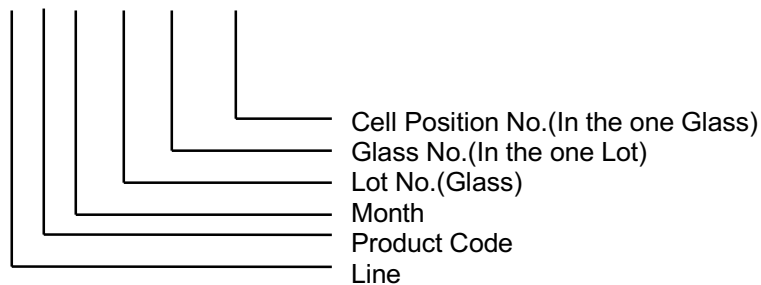 Cell Position No.(In the one Glass)
Glass No.(In the one Lot)
Lot No.(Glass)
Month
Product Code
Line